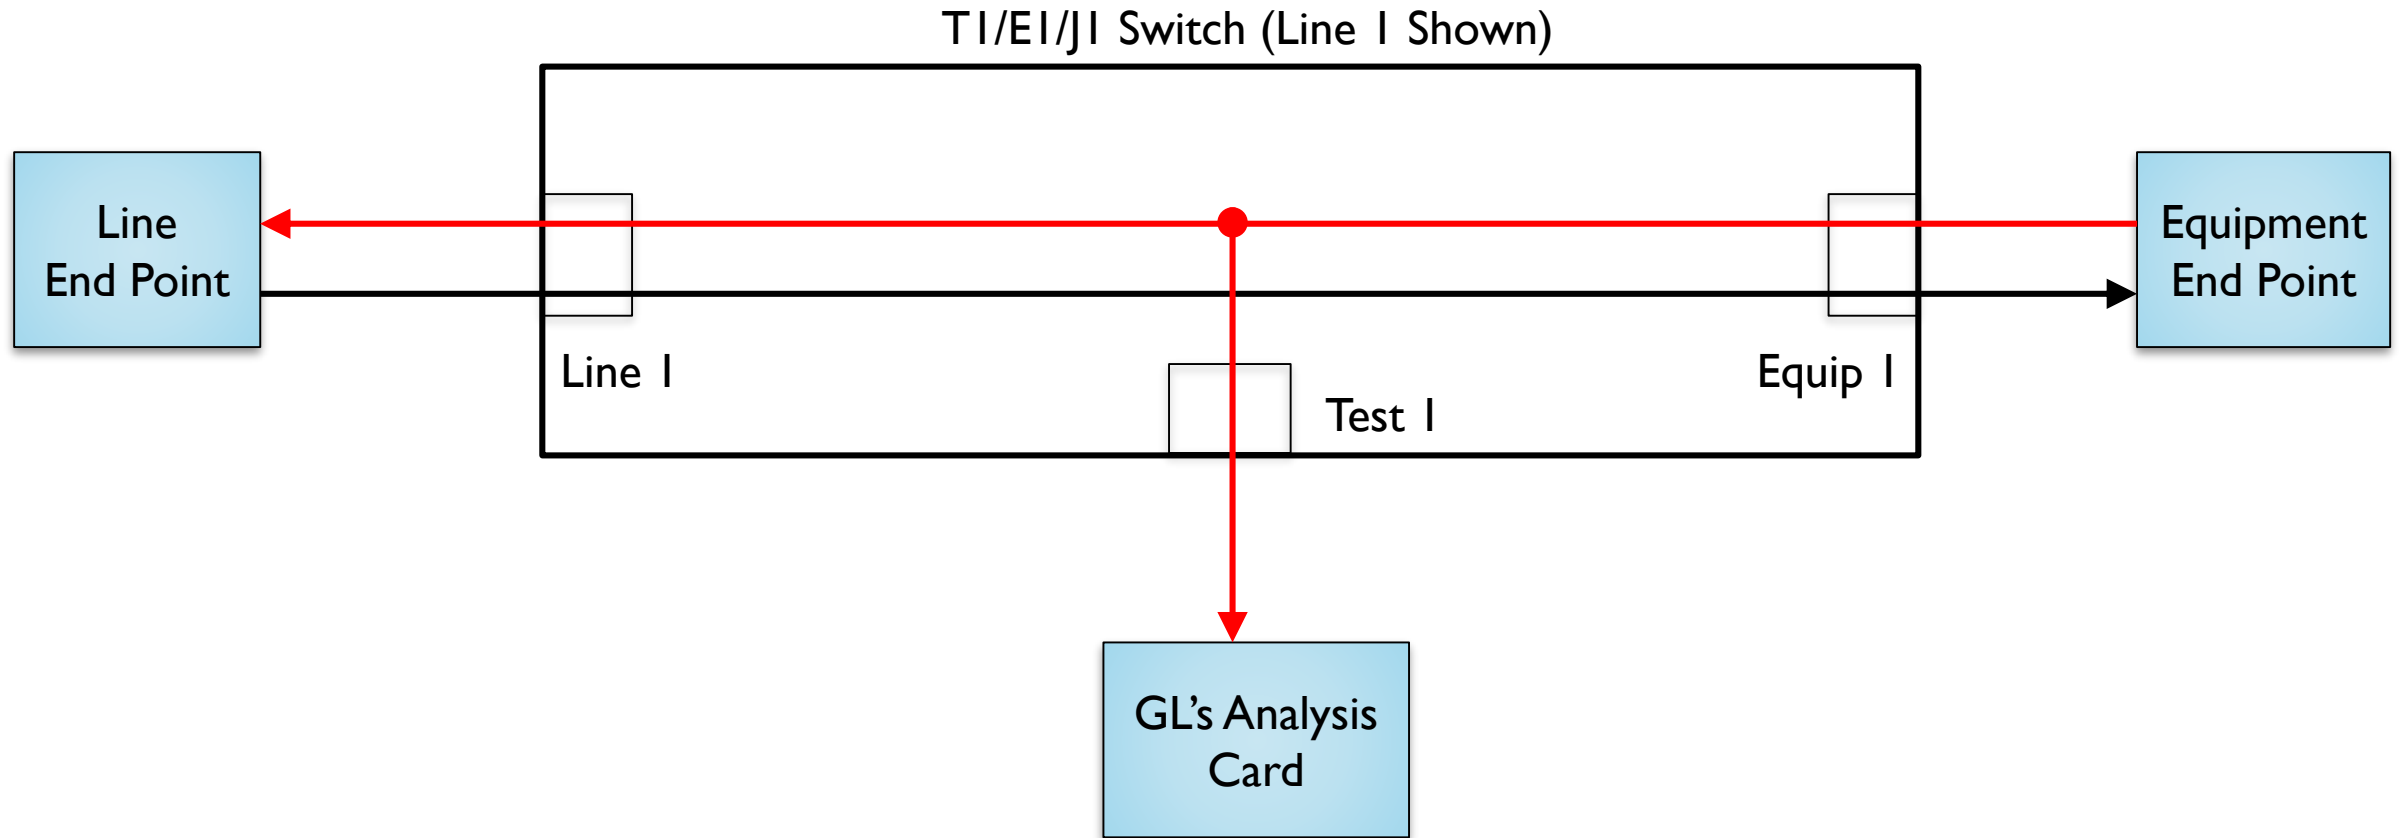 T1/E1/J1 Switch (Line 1 Shown)
Line
End Point
Equipment
End Point
Line 1
Equip 1
Test 1
GL’s Analysis
Card